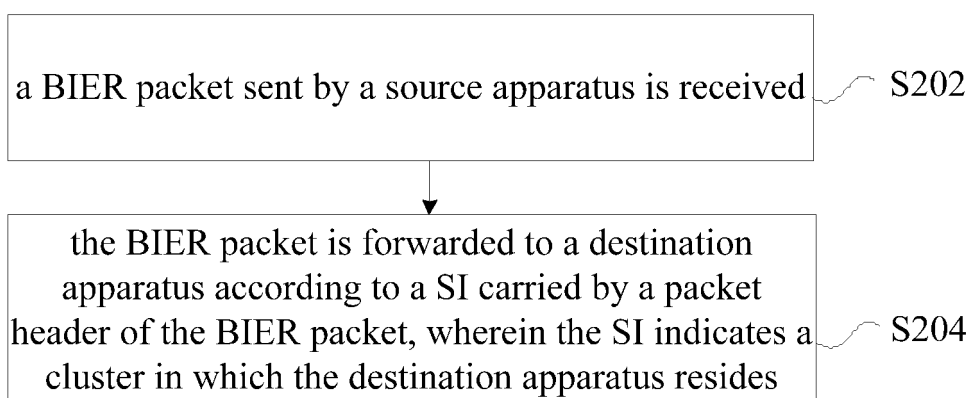 a BIER packet sent by a source apparatus is received
S202
the BIER packet is forwarded to a destination
apparatus according to a SI carried by a packet
header of the BIER packet, wherein the SI indicates a
cluster in which the destination apparatus resides
S204